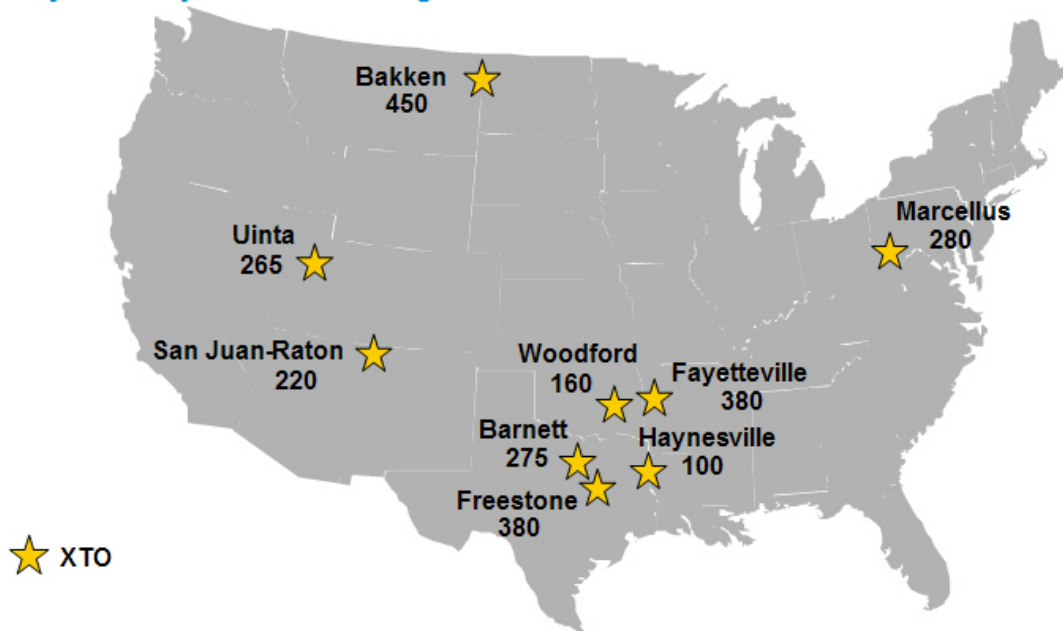 Bakken
450
Marcellus
280
Uinta
265
San Juan-Raton
220
Woodford
160
Fayetteville
380
Barnett
275
Haynesville
100
Freestone
380
XTO